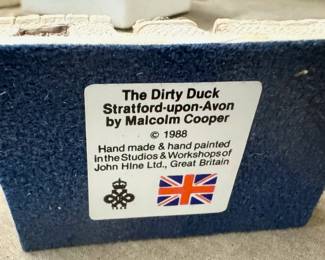 The Dirty Duck
Stratford-upon-Avon
by Malcolm Cooper
© 1988
Hand made & hand painted
in the Studios & Workshops of
John Hine Ltd., Great Britain